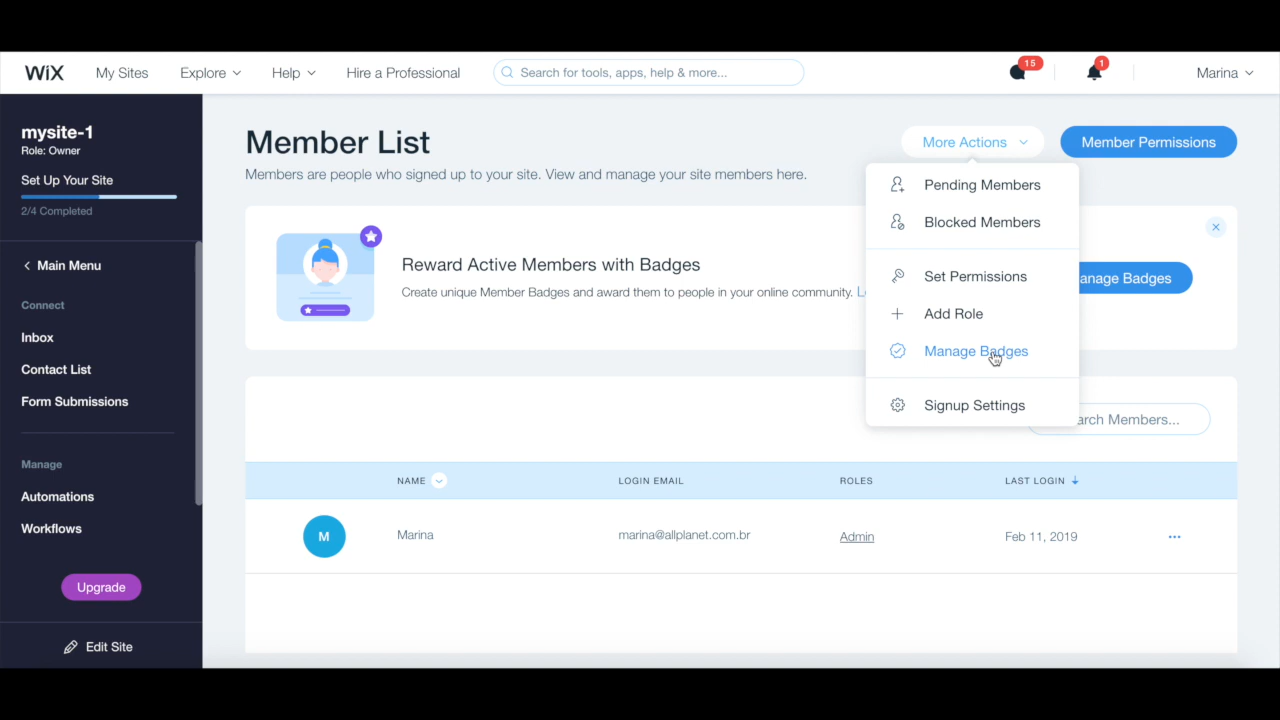 WiX
My Sites
Explore
Help
Hire a Professional
Search for tools, apps, help & more...
15
1
Marina
mysite-1
Role: Owner
Set Up Your Site
2/4 Completed
Main Menu
Connect
Inbox
Contact List
Form Submissions
Manage
Automations
Workflows
Upgrade
Edit Site
Member List
Members are people who signed up to your site. View and manage your site members here.
More Actions
Member Permissions
Pending Members
Blocked Members
Set Permissions
Add Role
Manage Badges
Signup Settings
Reward Active Members with Badges
Create unique Member Badges and award them to people in your online community.
Badges
Members...
NAME
LOGIN EMAIL
ROLES
LAST LOGIN
M
Marina
marina@allplanet.com.br
Admin
Feb 11, 2019